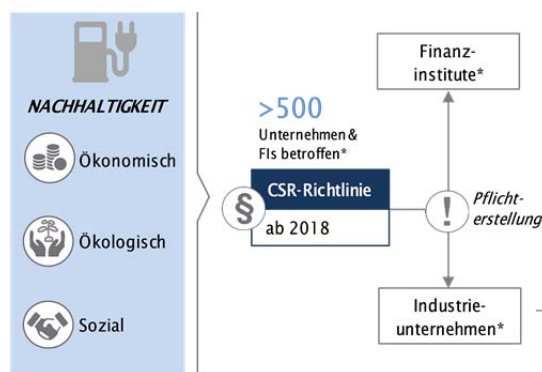 NACHHALTIGKEIT
Ökonomisch
Ökologisch
Sozial
>500
Unternehmen &
FIs betroffen*
§
CSR-Richtlinie
ab 2018
Finanz-
institute*
!
Pflicht-
erstellung
Industrie-
unternehmen*